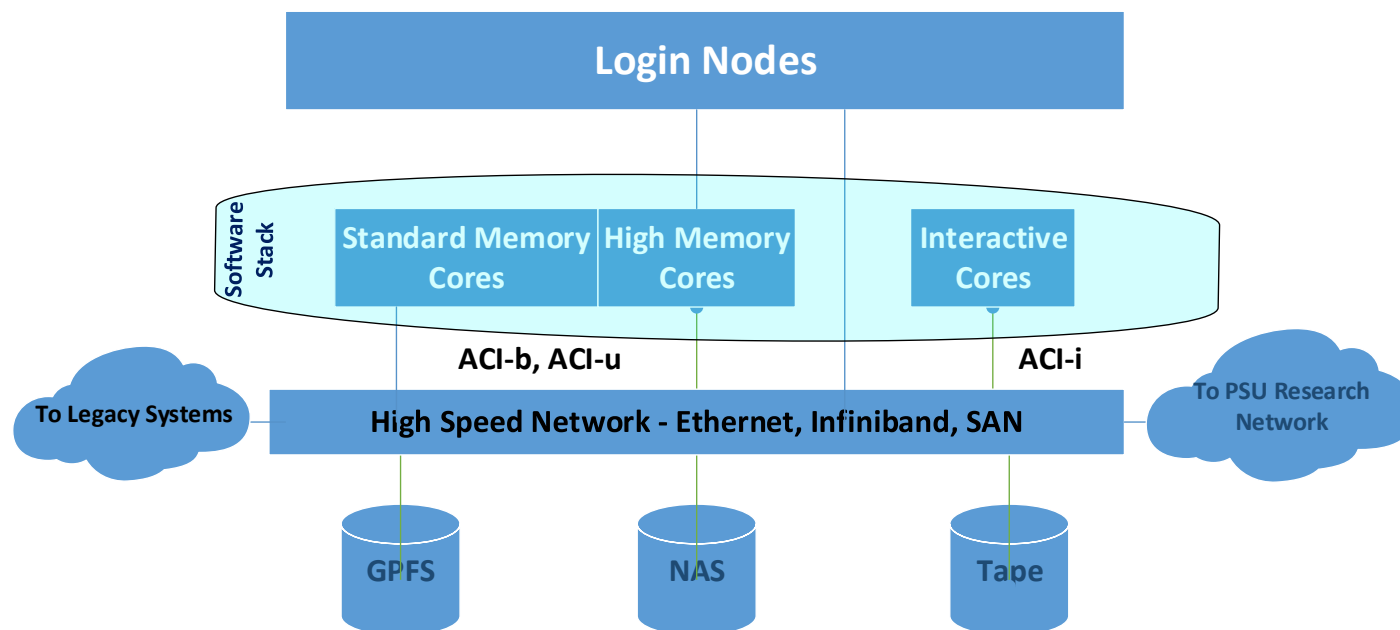 Login Nodes
Software
Stack
Standard Memory
Cores
High Memory
Cores
Interactive
Cores
ACI-b, ACI-u
ACI-i
To Legacy Systems
High Speed Network - Ethernet, Infiniband, SAN
To PSU Research
Network
GPFS
NAS
Tape